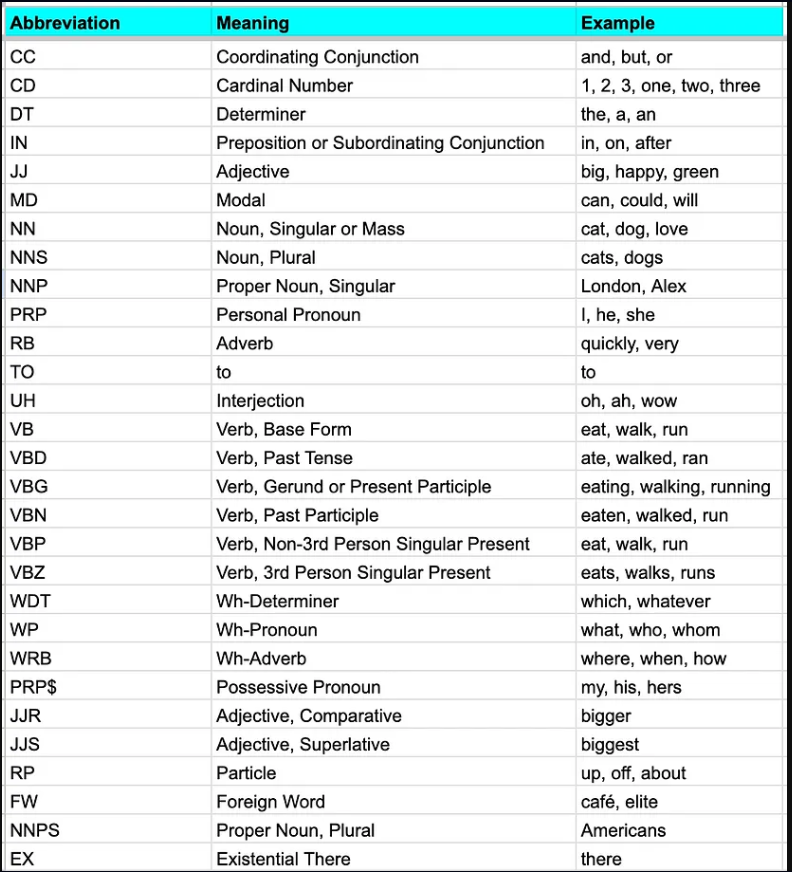 Abbreviation Meaning Example
CC Coordinating Conjunction and, but, or
CD Cardinal Number 1, 2, 3, one, two, three
DT Determiner the, a, an
IN Preposition or Subordinating Conjunction in, on, after
JJ Adjective big, happy, green
MD Modal can, could, will
NN Noun, Singular or Mass cat, dog, love
NNS Noun, Plural cats, dogs
NNP Proper Noun, Singular London, Alex
PRP Personal Pronoun I, he, she
RB Adverb quickly, very
TO to to
UH Interjection oh, ah, wow
VB Verb, Base Form eat, walk, run
VBD Verb, Past Tense ate, walked, ran
VBG Verb, Gerund or Present Participle eating, walking, running
VBN Verb, Past Participle eaten, walked, run
VBP Verb, Non-3rd Person Singular Present eat, walk, run
VBZ Verb, 3rd Person Singular Present eats, walks, runs
WDT Wh-Determiner which, whatever
WP Wh-Pronoun what, who, whom
WRB Wh-Adverb where, when, how
PRP$ Possessive Pronoun my, his, hers
JJR Adjective, Comparative bigger
JJS Adjective, Superlative biggest
RP Particle up, off, about
FW Foreign Word café, elite
NNPS Proper Noun, Plural Americans
EX Existential There there